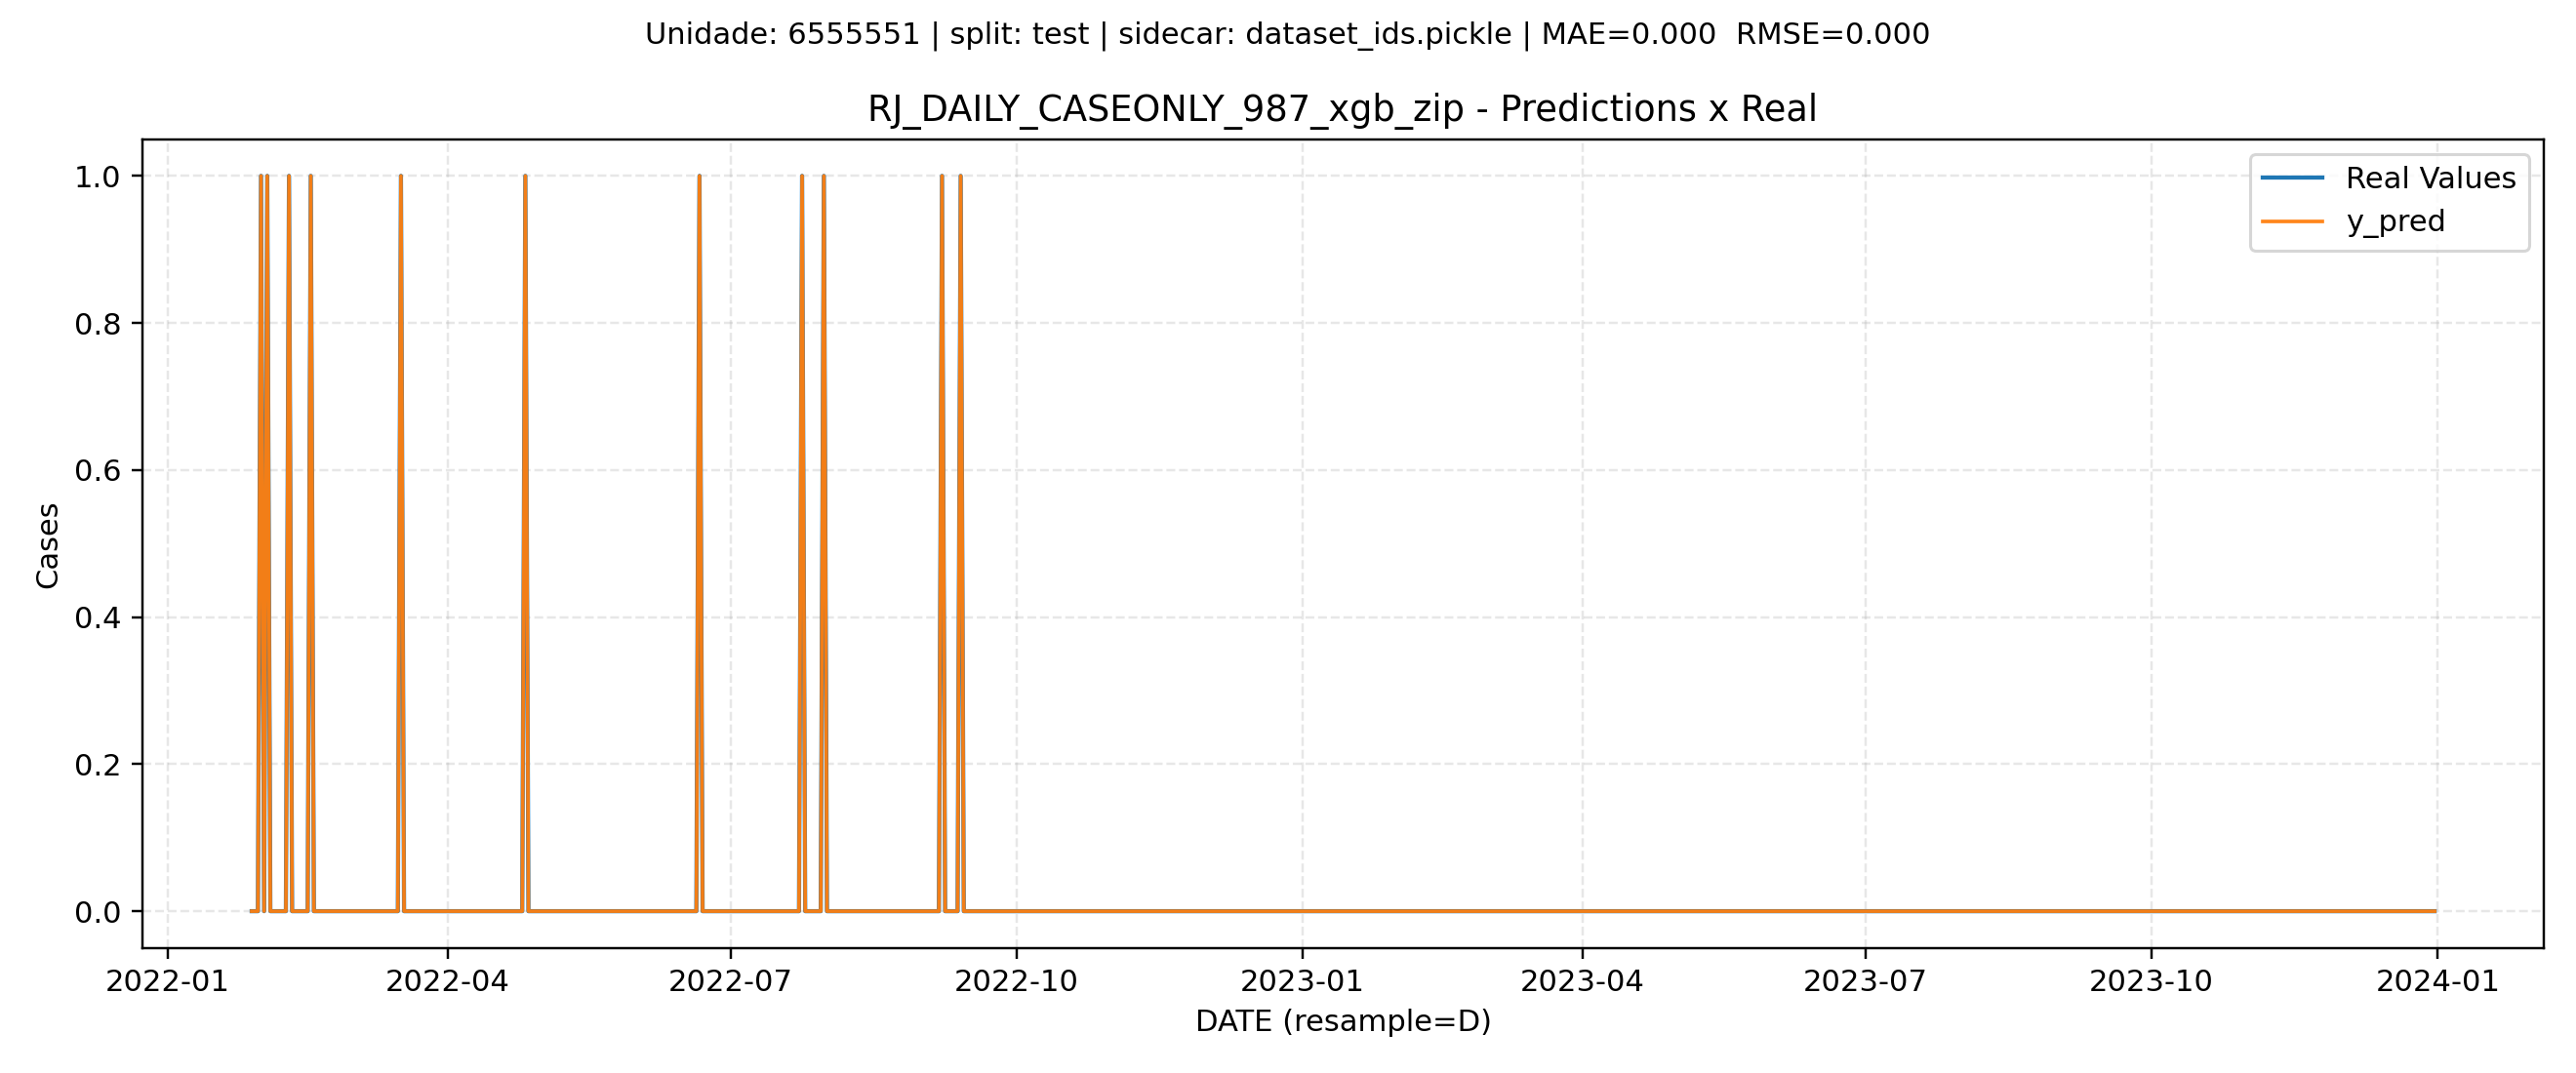 Unidade: 6555551 | split: test | sidecar: dataset_ids.pickle | MAE=0.000  RMSE=0.000
RJ_DAILY_CASEONLY_987_xgb_zip - Predictions x Real
Real Values
y_pred
1.0
0.8
0.6
0.4
0.2
0.0
Cases
2022-01
2022-04
2022-07
2022-10
2023-01
2023-04
2023-07
2023-10
2024-01
DATE (resample=D)